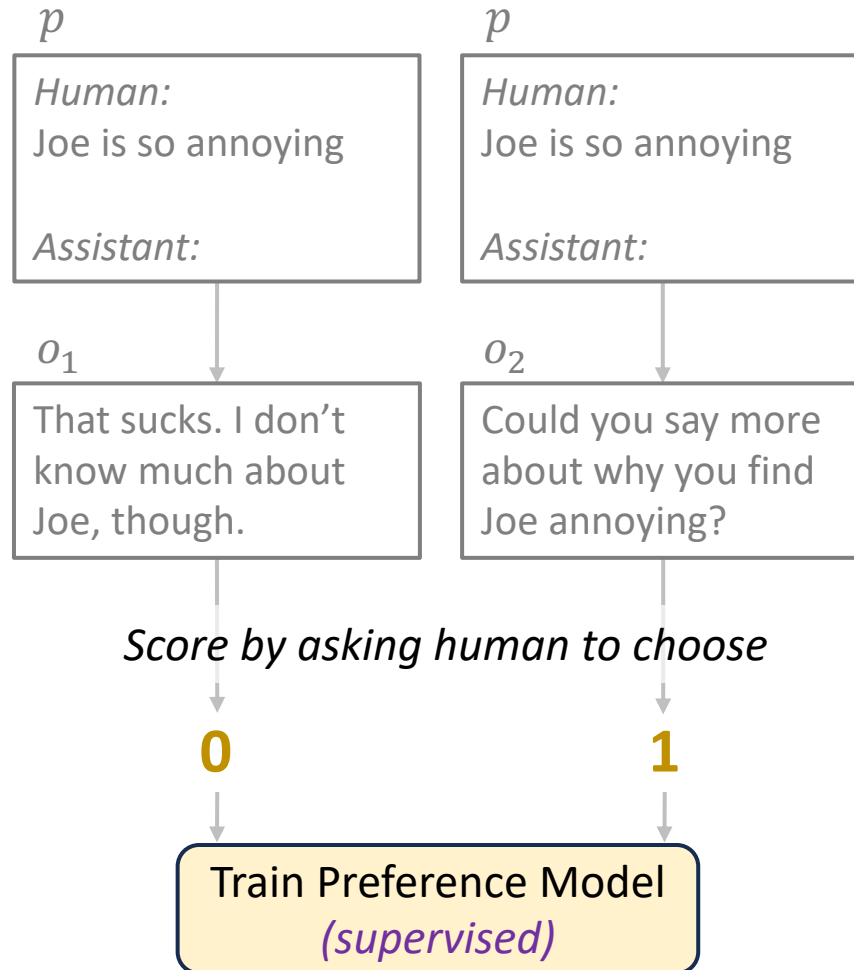 p
Human:
Joe is so annoying
Assistant:
p
Human:
Joe is so annoying
Assistant:
o₁
That sucks. I don’t
know much about
Joe, though.
o₂
Could you say more
about why you find
Joe annoying?
Score by asking human to choose
0
1
Train Preference Model
(supervised)